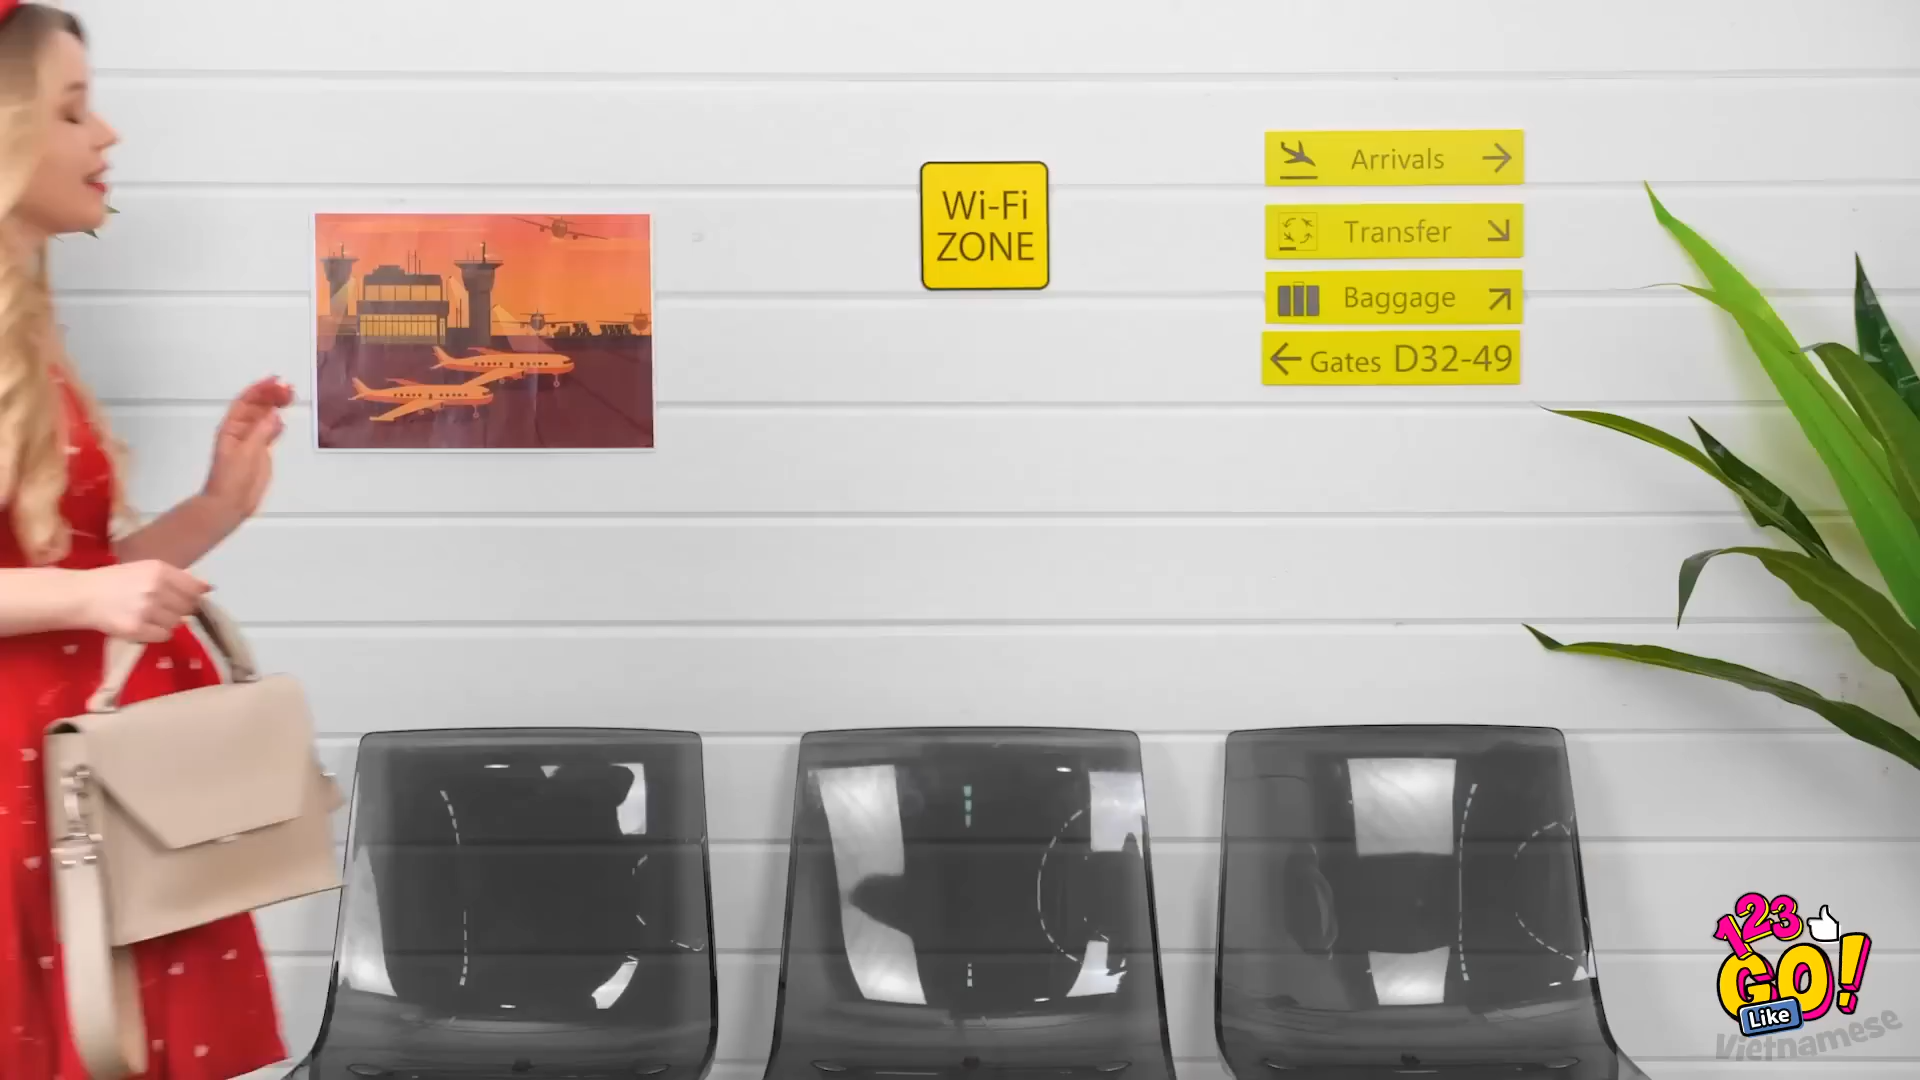 Wi-Fi
ZONE
Arrivals
Transfer
Baggage
Gates D32-49
123
GO!
Like
Vietnamese